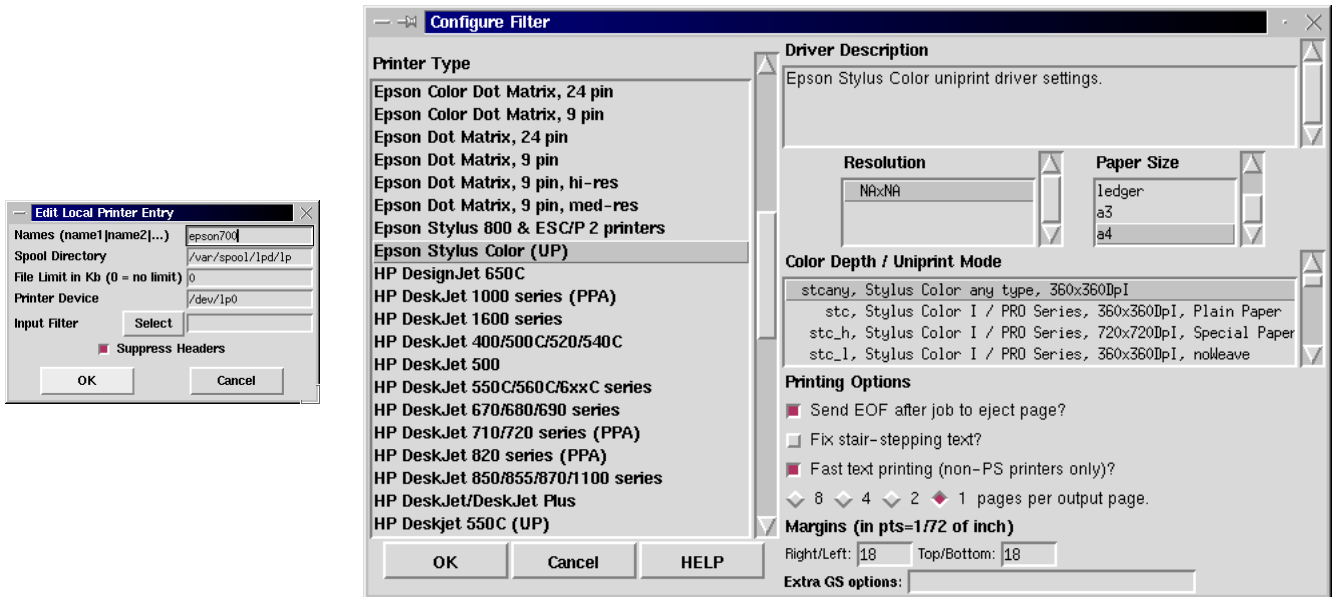 Edit Local Printer Entry
Names (name1|name2|...) epson700
Spool Directory /var/spool/lpd/lp
File Limit in Kb (0 = no limit) 0
Printer Device /dev/lp0
Input Filter Select
Suppress Headers
OK Cancel
Configure Filter
Printer Type
Epson Color Dot Matrix, 24 pin
Epson Color Dot Matrix, 9 pin
Epson Dot Matrix, 24 pin
Epson Dot Matrix, 9 pin
Epson Dot Matrix, 9 pin, hi-res
Epson Dot Matrix, 9 pin, med-res
Epson Stylus 800 & ESC/P 2 printers
Epson Stylus Color (UP)
HP DesignJet 650C
HP DeskJet 1000 series (PPA)
HP DeskJet 1600 series
HP DeskJet 400/500C/520/540C
HP DeskJet 500
HP DeskJet 550C/560C/6xxC series
HP DeskJet 670/680/690 series
HP DeskJet 710/720 series (PPA)
HP DeskJet 820 series (PPA)
HP DeskJet 850/855/870/1100 series
HP DeskJet/DeskJet Plus
HP Deskjet 550C (UP)
OK Cancel HELP
Driver Description
Epson Stylus Color uniprint driver settings.
Resolution
NAxNA
Paper Size
ledger
a3
a4
Color Depth / Uniprint Mode
stcany, Stylus Color any type, 360x360DpI
stc, Stylus Color I / PRO Series, 360x360DpI, Plain Paper
stc_h, Stylus Color I / PRO Series, 720x720DpI, Special Paper
stc_l, Stylus Color I / PRO Series, 360x360DpI, noWeave
Printing Options
Send EOF after job to eject page?
Fix stair-stepping text?
Fast text printing (non-PS printers only)?
8 4 2 1 pages per output page.
Margins (in pts=1/72 of inch)
Right/Left: 18 Top/Bottom: 18
Extra GS options: